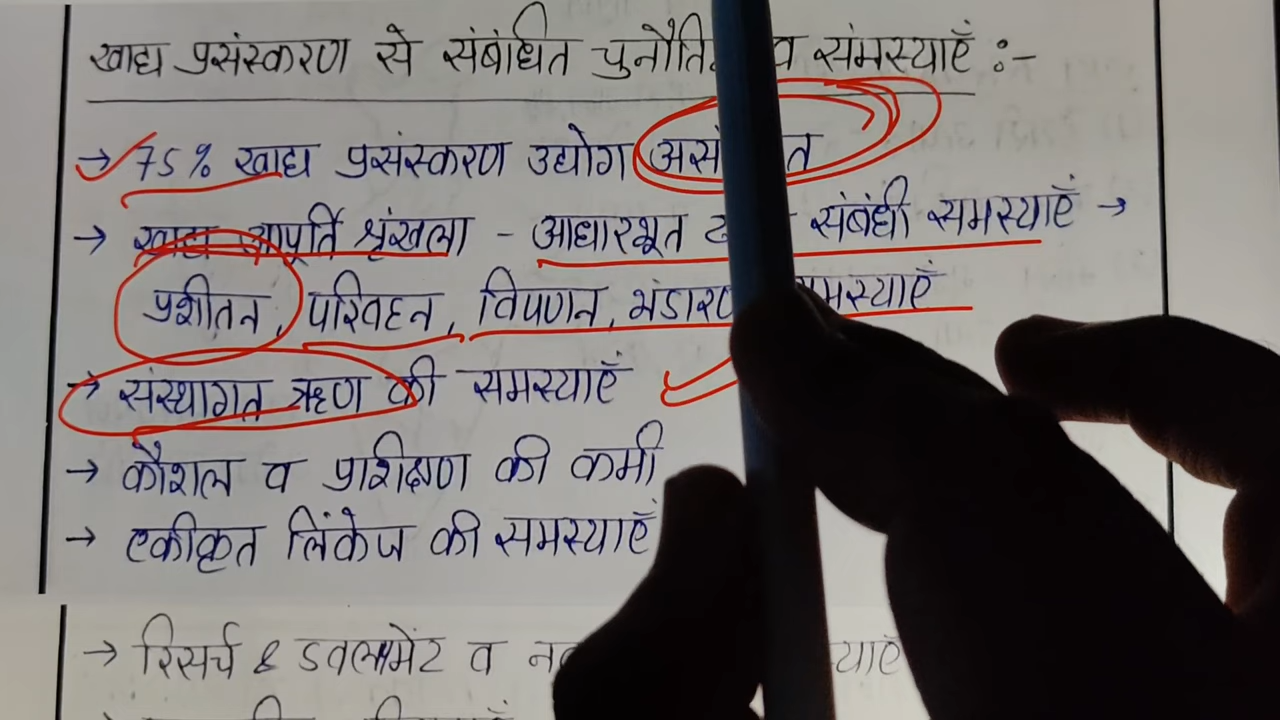 खाद्य प्रसंस्करण से संबंधित व समस्याएँ :-
→ 75% खाद्य प्रसंस्करण उद्योग
→ खाद्य आपूर्ति श्रृंखला - आधारभूत संबंधी समस्याएँ →
प्रशीतन, परिवहन, विपणन,
→ संस्थागत ऋण की समस्याएँ
→ कौशल व प्रशिक्षण की कमी
→ एकीकृत लिंकेज की समस्याएँ
→ रिसर्च & डवलपमेंट व